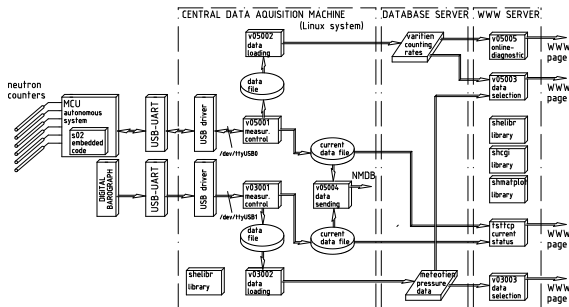 CENTRAL DATA AQUISITION MACHINE
(Linux system)
DATABASE SERVER
WWW SERVER
neutron
counters
MCU
autonomous
system
s02
embedded
code
DIGITAL
BAROGRAPH
USB-UART
USB-UART
USB driver
USB driver
/dev/ttyUSB0
/dev/ttyUSB1
v05002
data
loading
data
file
v05001
measur.
control
current
data file
v05004
data
sending
NMDB
v03001
measur.
control
data
file
current
data file
v03002
data
loading
shelibr
library
varitien
counting
rates
meteotien
pressure
data
v05005
online-
diagnostic
WWW
page
v05003
data
selection
WWW
page
shelibr
library
shcgi
library
shmatplot
library
tsttcp
current
status
WWW
page
v03003
data
selection
WWW
page